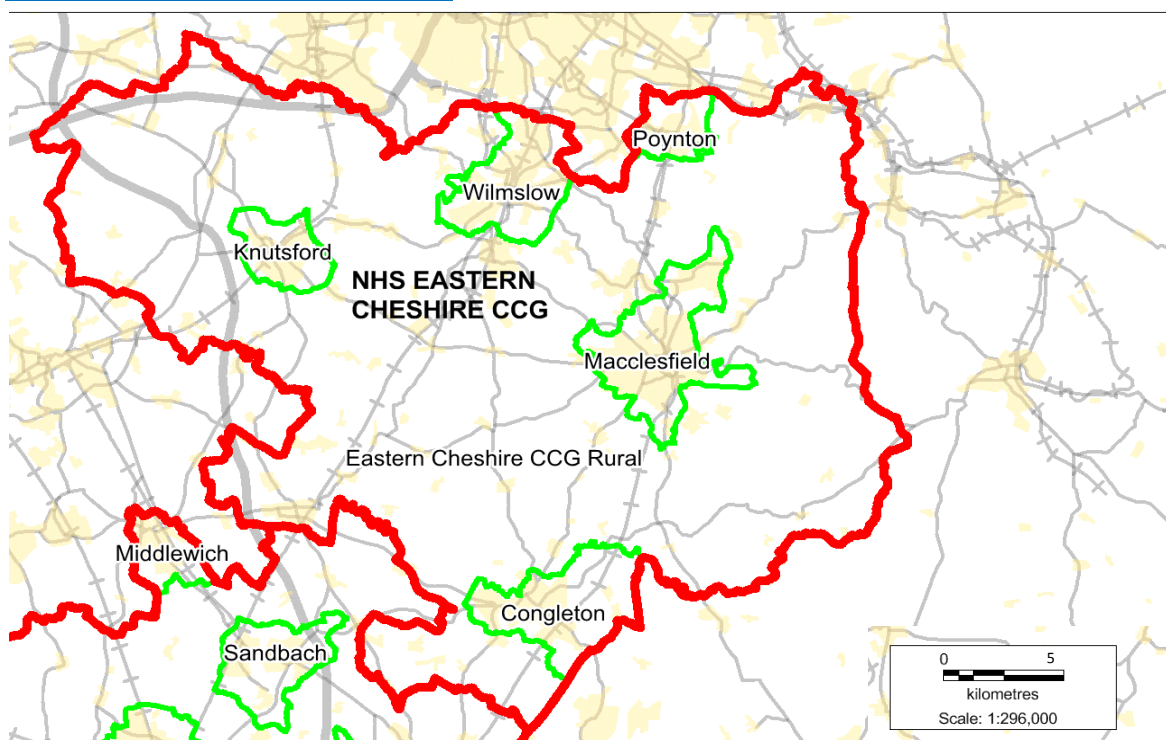 Poynton
Wilmslow
Knutsford
NHS EASTERN
CHESHIRE CCG
Macclesfield
Eastern Cheshire CCG Rural
Middlewich
Congleton
Sandbach
0 5
kilometres
Scale: 1:296,000